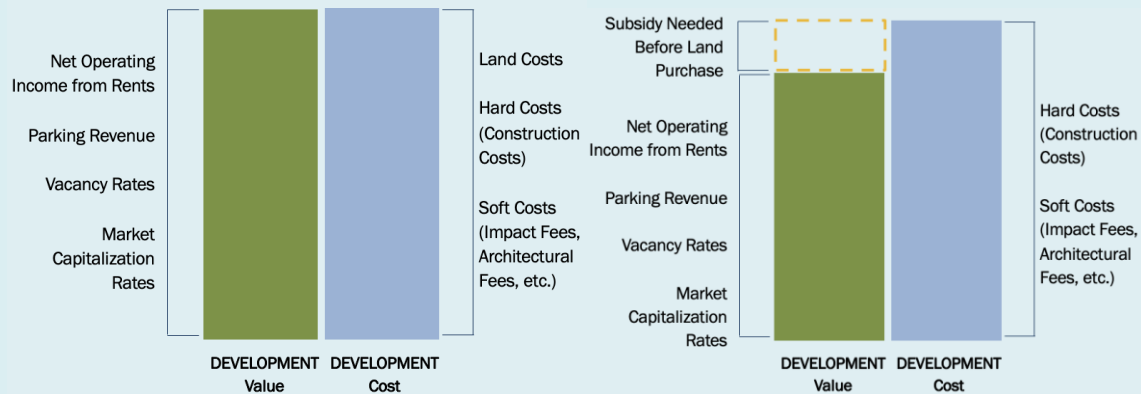 Net Operating
Income from Rents
Parking Revenue
Vacancy Rates
Market
Capitalization
Rates
Land Costs
Hard Costs
(Construction
Costs)
Soft Costs
(Impact Fees,
Architectural
Fees, etc.)
DEVELOPMENT
Value
DEVELOPMENT
Cost
Subsidy Needed
Before Land
Purchase
Net Operating
Income from Rents
Parking Revenue
Vacancy Rates
Market
Capitalization
Rates
Hard Costs
(Construction
Costs)
Soft Costs
(Impact Fees,
Architectural
Fees, etc.)
DEVELOPMENT
Value
DEVELOPMENT
Cost